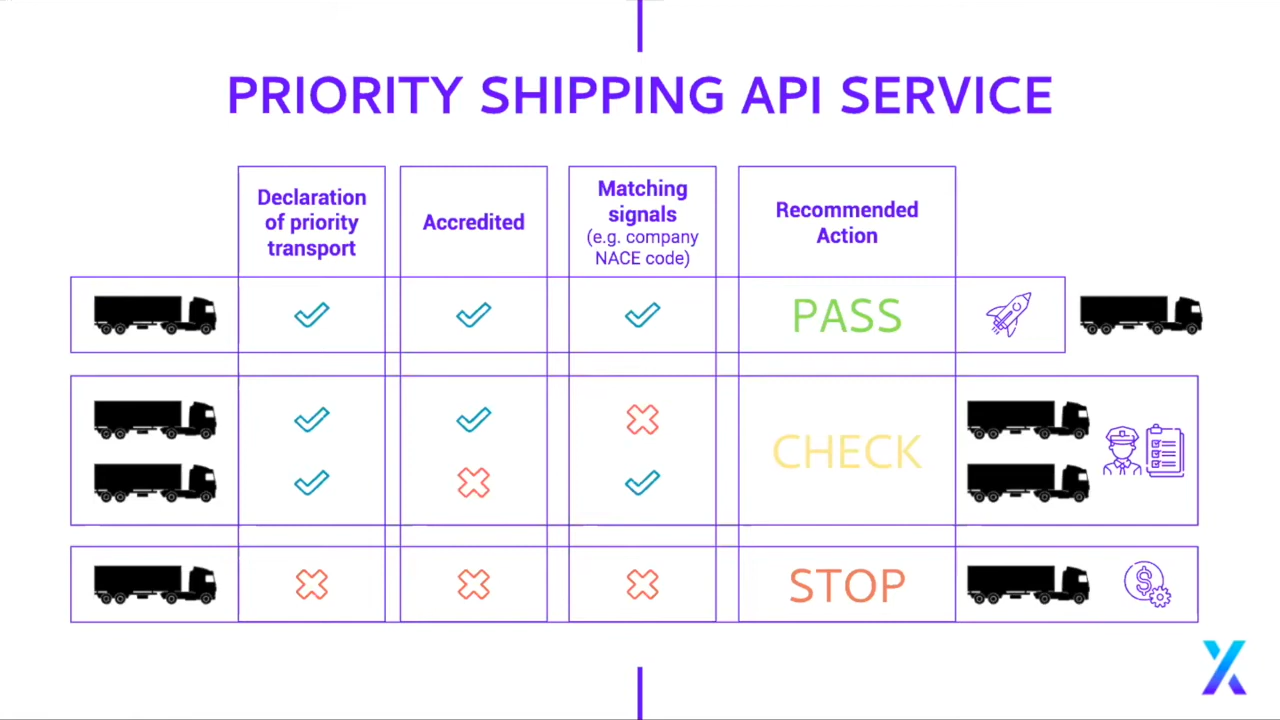 PRIORITY SHIPPING API SERVICE
Declaration
of priority
transport
Accredited
Matching
signals
(e.g. company
NACE code)
Recommended
Action
PASS
CHECK
STOP